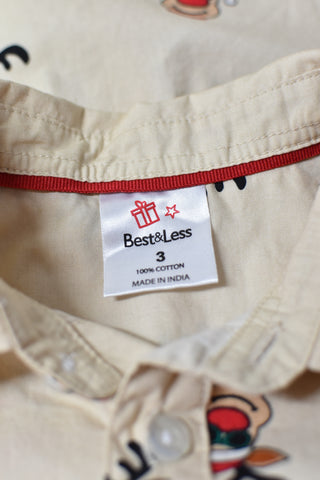 Best&Less
3
100% COTTON
MADE IN INDIA